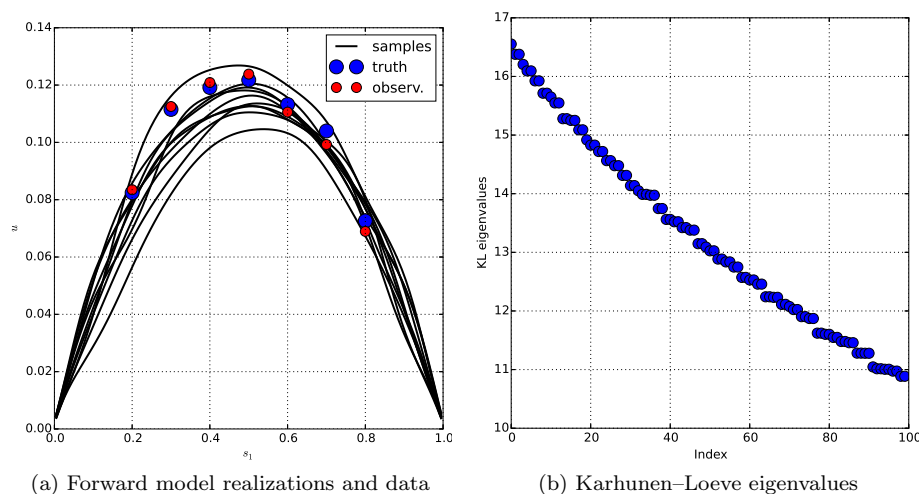 0.14
0.12
0.10
0.08
0.06
0.04
0.02
0.00
u
samples
truth
observ.
0.0 0.2 0.4 0.6 0.8 1.0
s1
17
16
15
14
13
12
11
10
KL eigenvalues
0 20 40 60 80 100
Index
(a) Forward model realizations and data
(b) Karhunen–Loeve eigenvalues